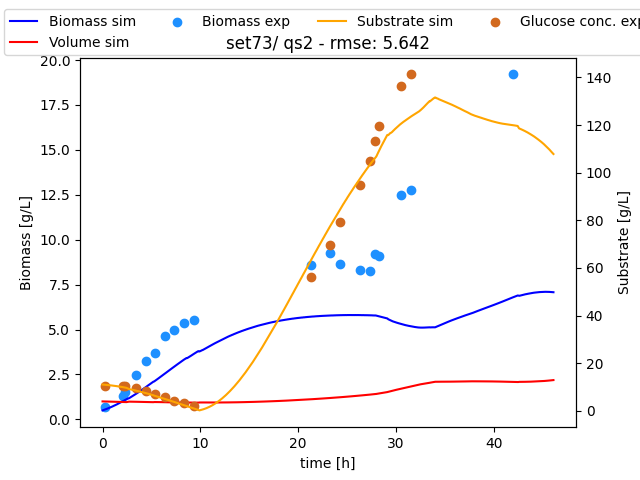 Biomass sim
Biomass exp
Substrate sim
Glucose conc. exp
Volume sim
set73/ qs2 - rmse: 5.642
20.0
17.5
15.0
12.5
10.0
7.5
5.0
2.5
0.0
Biomass [g/L]
140
120
100
80
60
40
20
0
Substrate [g/L]
0
10
20
30
40
time [h]